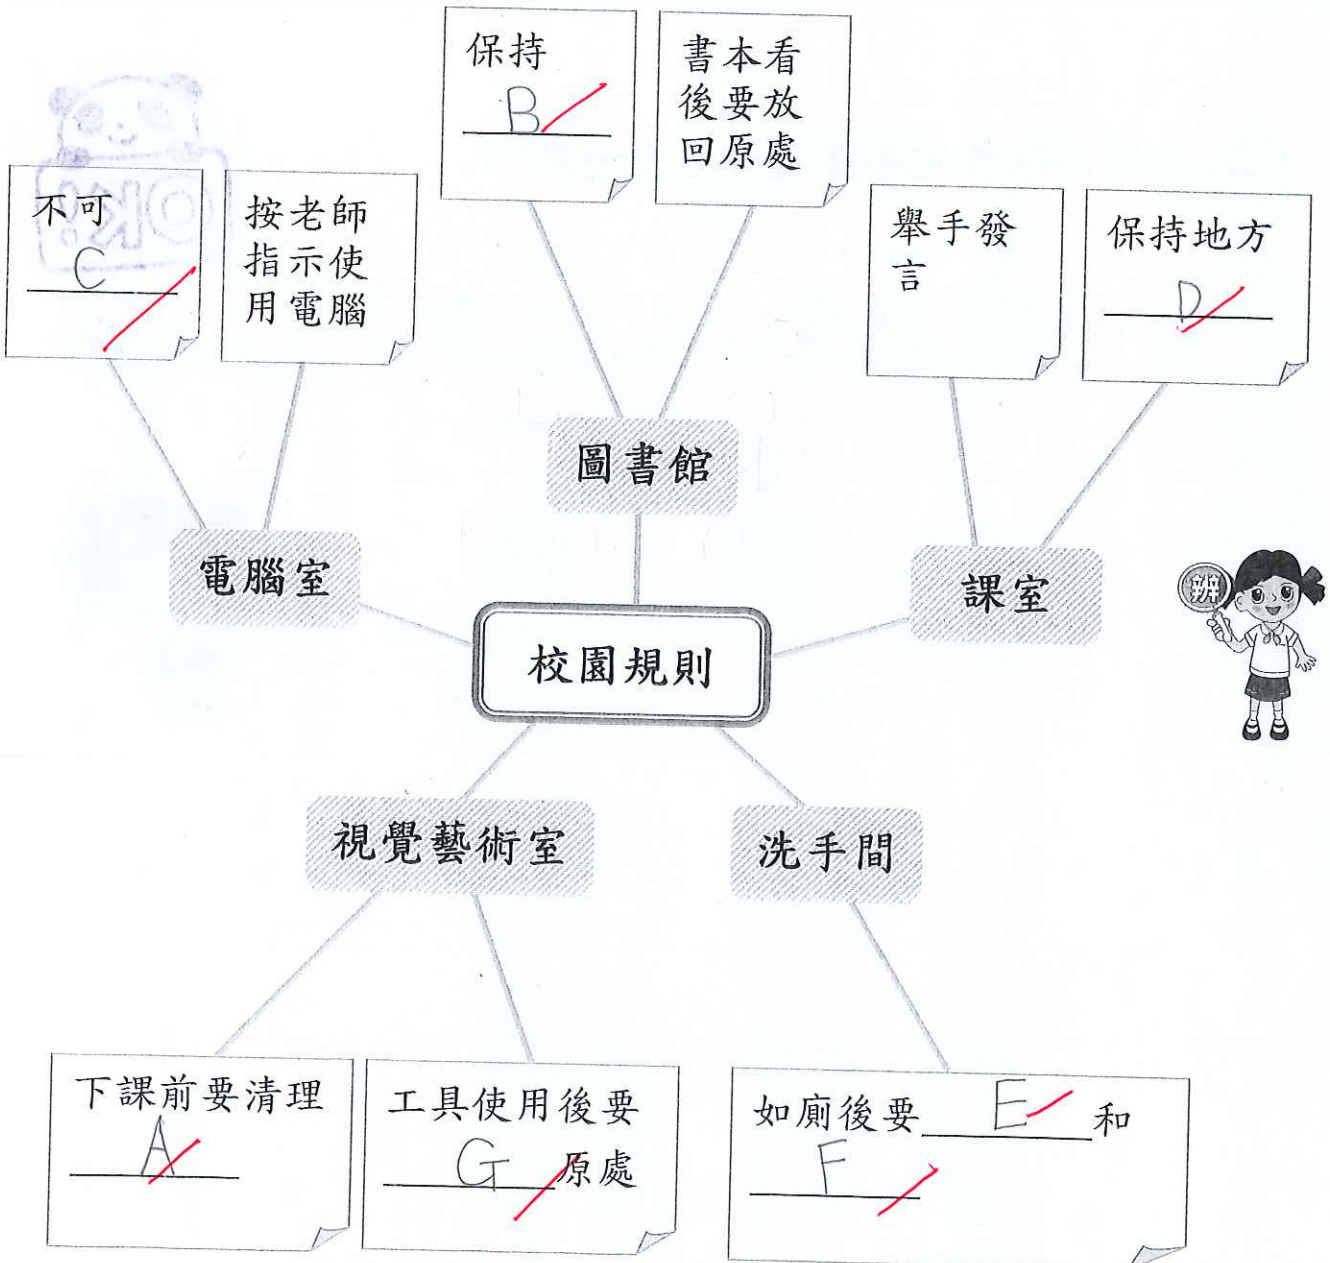 保持
B
書本看
後要放
回原處
不可
C
按老師
指示使
用電腦
舉手發
言
保持地方
D
圖書館
電腦室
課室
辨
校園規則
視覺藝術室
洗手間
下課前要清理
A
工具使用後要
G 原處
如廁後要 E 和
F
OK!